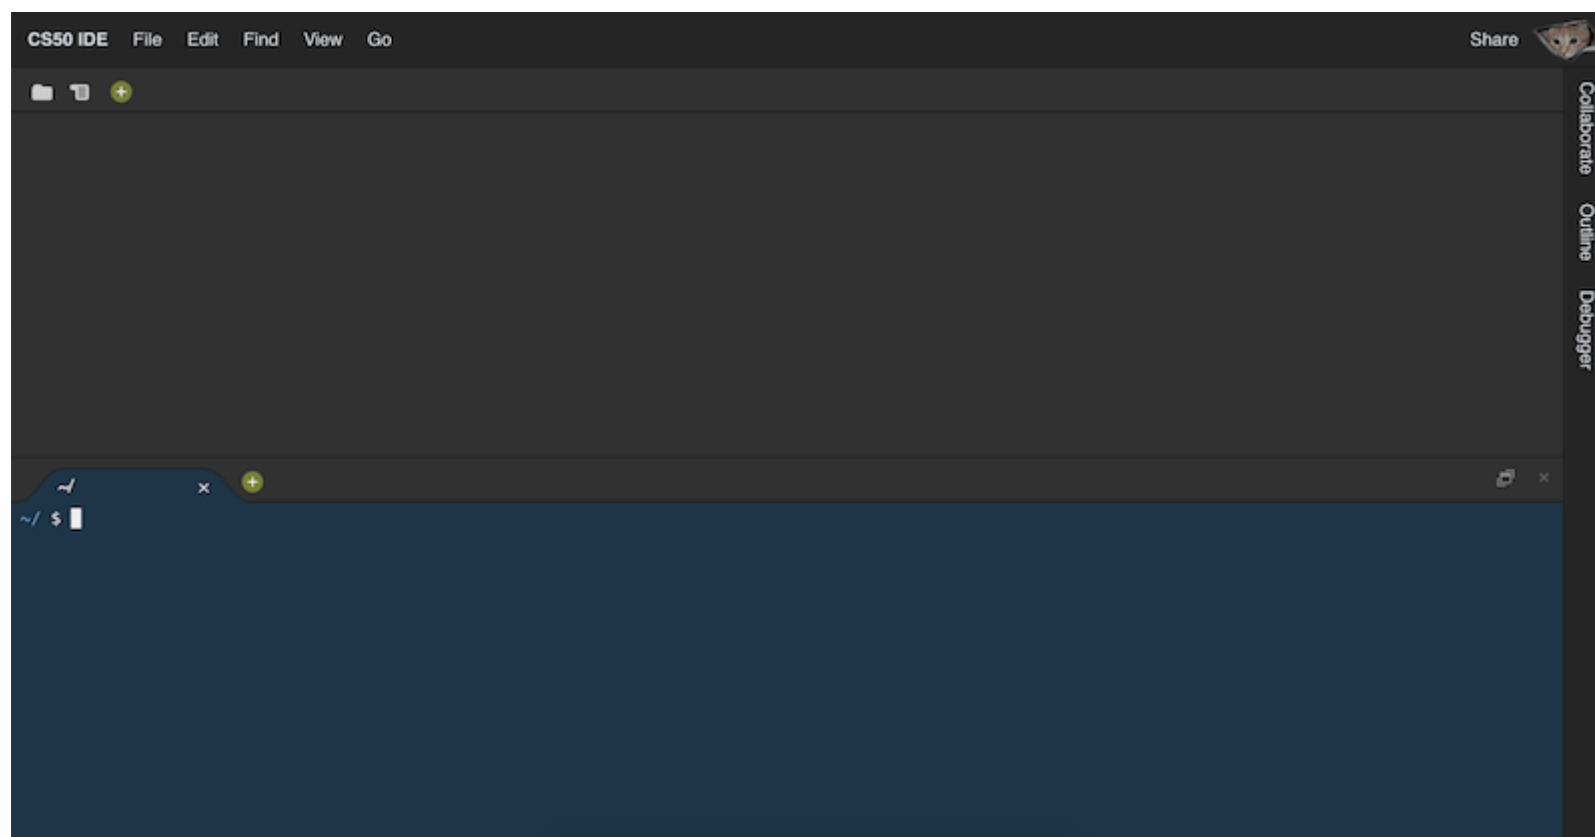 CS50 IDE File Edit Find View Go Share
Collaborate
Outline
Debugger
~/
~/ $